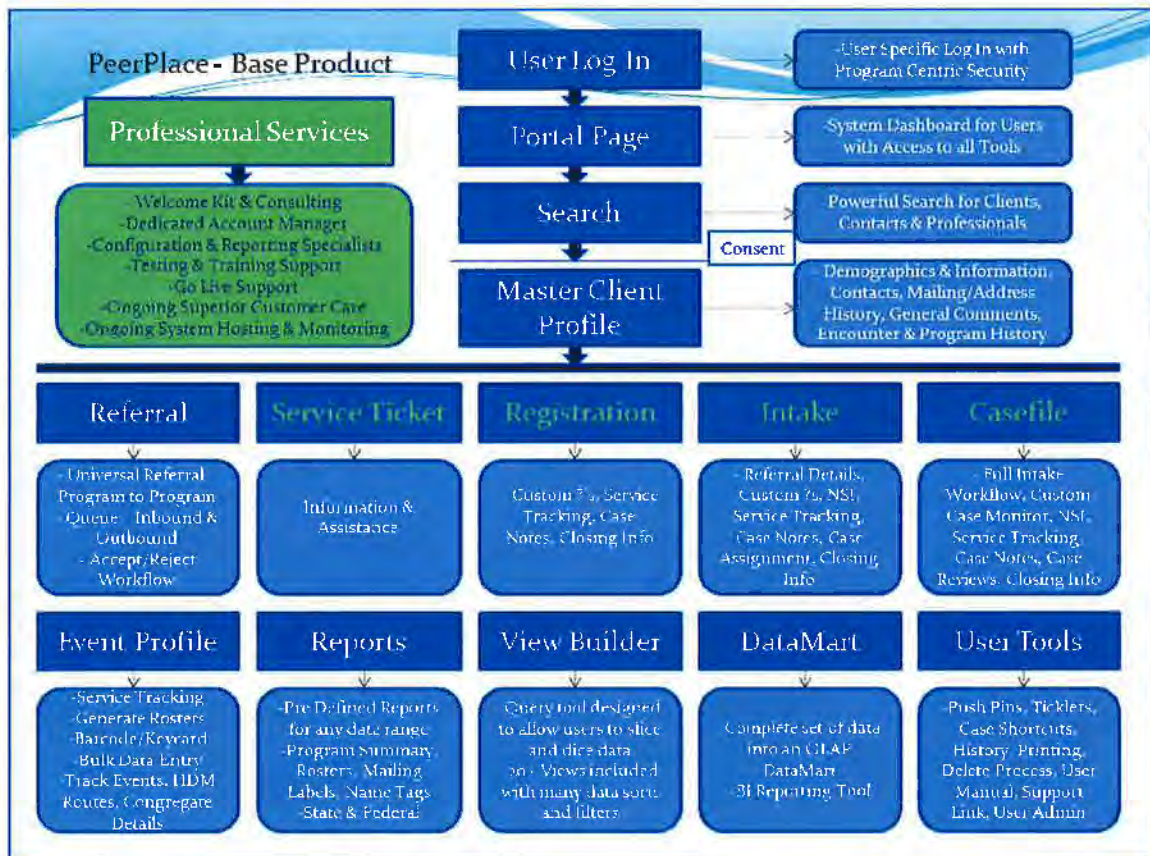 PeerPlace - Base Product
Professional Services
-Welcome Kit & Consulting
-Dedicated Account Manager
-Configuration & Reporting Specialists
-Testing & Training Support
-Go Live Support
-Ongoing Superior Customer Care
-Ongoing System Hosting & Monitoring
User Log In
-User Specific Log In with
Program Centric Security
Portal Page
-System Dashboard for Users
with Access to all Tools
Search
Powerful Search for Clients,
Contacts & Professionals
Consent
Master Client
Profile
- Demographics & Information,
Contacts, Mailing/Address
History, General Comments,
Encounter & Program History
Referral
- Universal Referral
Program to Program
-Queue - Inbound &
Outbound
- Accept/Reject
Workflow
Service Ticket
Information &
Assistance
Registration
Custom ?s, Service
Tracking, Case
Notes, Closing Info
Intake
- Referral Details,
Custom ?s, NSI,
Service Tracking,
Case Notes, Case
Assignment, Closing
Info
Casefile
- Full Intake
Workflow, Custom
Case Monitor, NSI,
Service Tracking,
Case Notes, Case
Reviews, Closing Info
Event Profile
-Service Tracking
-Generate Rosters
-Barcode/Keycard
-Bulk Data Entry
-Track Events, HDM
Routes, Congregate
Details
Reports
-Pre Defined Reports
for any date range
-Program Summary,
Rosters, Mailing
Labels, Name Tags
-State & Federal
View Builder
-Query tool designed
to allow users to slice
and dice data
Views included
with many data sorts
and filters
DataMart
Complete set of data
into an OLAP
DataMart
-BI Reporting Tool
User Tools
-Push Pins, Ticklers,
Case Shortcuts,
History, Printing,
Delete Process, User
Manual, Support
Link, User Admin